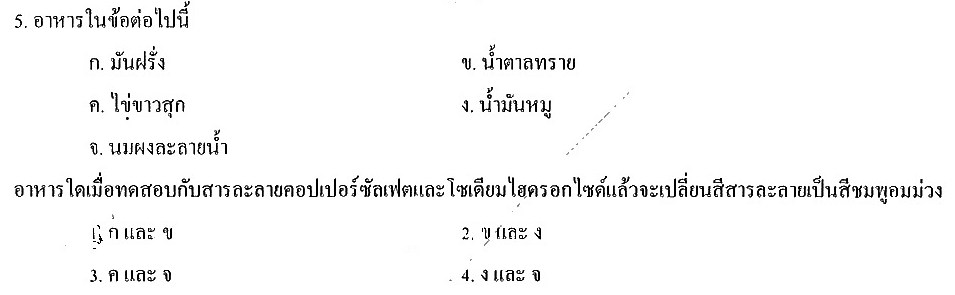 5. อาหารในข้อต่อไปนี้
ก. มันฝรั่ง ข. น้ำตาลทราย
ค. ไข่ขาวสุก ง. น้ำมันหมู
จ. นมผงละลายน้ำ
อาหารใดเมื่อทดสอบกับสารละลายคอปเปอร์ซัลเฟตและโซเดียมไฮดรอกไซด์แล้วจะเปลี่ยนสีสารละลายเป็นสีชมพูอมม่วง
1. ก และ ข 2. ข และ ง
3. ค และ จ 4. ง และ จ